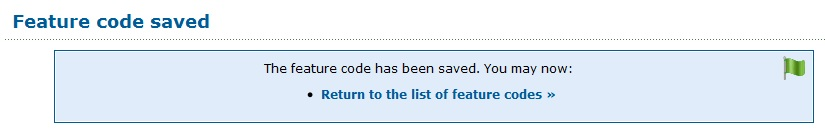 Feature code saved
The feature code has been saved. You may now:
• Return to the list of feature codes »